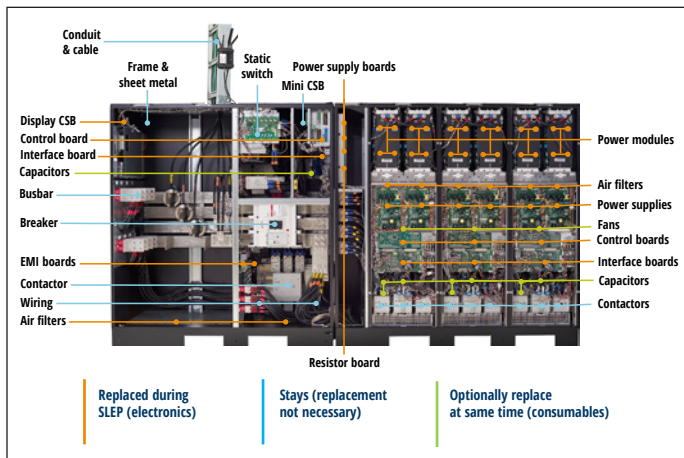 Conduit
& cable
Frame &
sheet metal
Static
switch
Power supply boards
Mini CSB
Display CSB
Control board
Interface board
Capacitors
Busbar
Breaker
EMI boards
Contactor
Wiring
Air filters
Power modules
Air filters
Power supplies
Fans
Control boards
Interface boards
Capacitors
Contactors
Resistor board
Replaced during
SLEP (electronics)
Stays (replacement
not necessary)
Optionally replace
at same time (consumables)